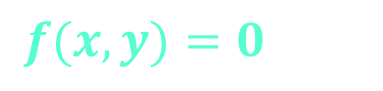 f(x, y) = 0